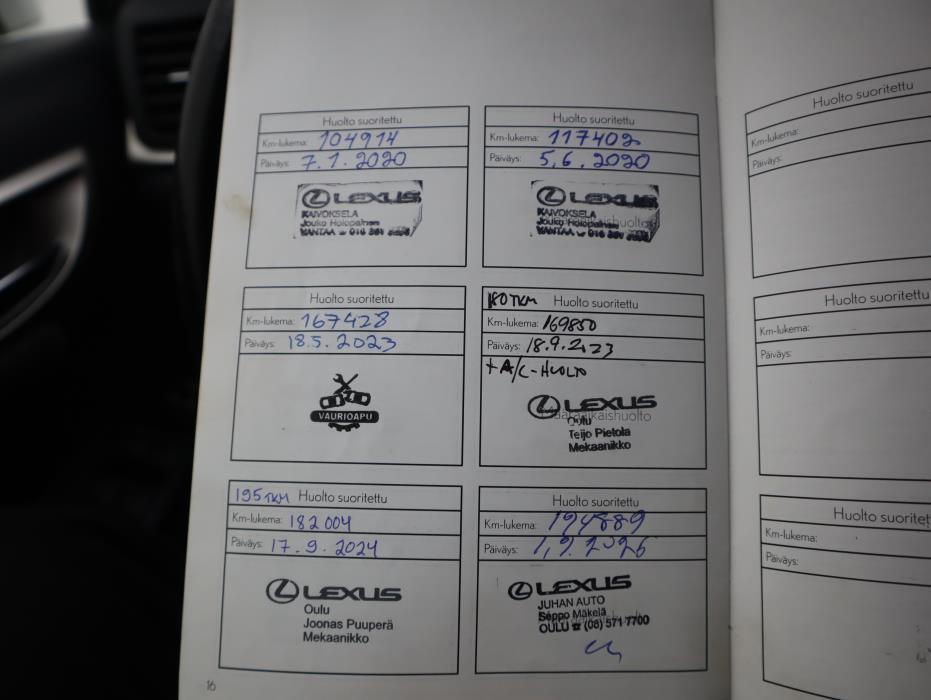 Huolto suoritettu
Km-lukema: 104914
Päiväys: 7.1.2020
LEXUS
KAIVOKSELA
Jouko Holopainen
VANTAA
Huolto suoritettu
Km-lukema: 117402
Päiväys: 5.6.2020
LEXUS
KAIVOKSELA
Jouko Holopainen
VANTAA
Huolto suoritettu
Km-lukema: 167428
Päiväys: 18.5.2023
VAURIOAPU
180TKM Huolto suoritettu
Km-lukema: 169850
Päiväys: 18.9.2023
+ A/C-HUOLTO
LEXUS
Määräaikaishuolto
Oulu
Teijo Pietola
Mekaanikko
195TKM Huolto suoritettu
Km-lukema: 182004
Päiväys: 17.9.2024
LEXUS
Oulu
Joonas Puuperä
Mekaanikko
Huolto suoritettu
Km-lukema: 194889
Päiväys:
LEXUS
JUHAN AUTO
Seppo Mäkelä
OULU ☎ (08) 571 7700
16
Huolto suoritettu
Km-lukema:
Päiväys:
Huolto suoritettu
Km-lukema:
Päiväys:
Huolto
Km-lukema:
Päiväys: